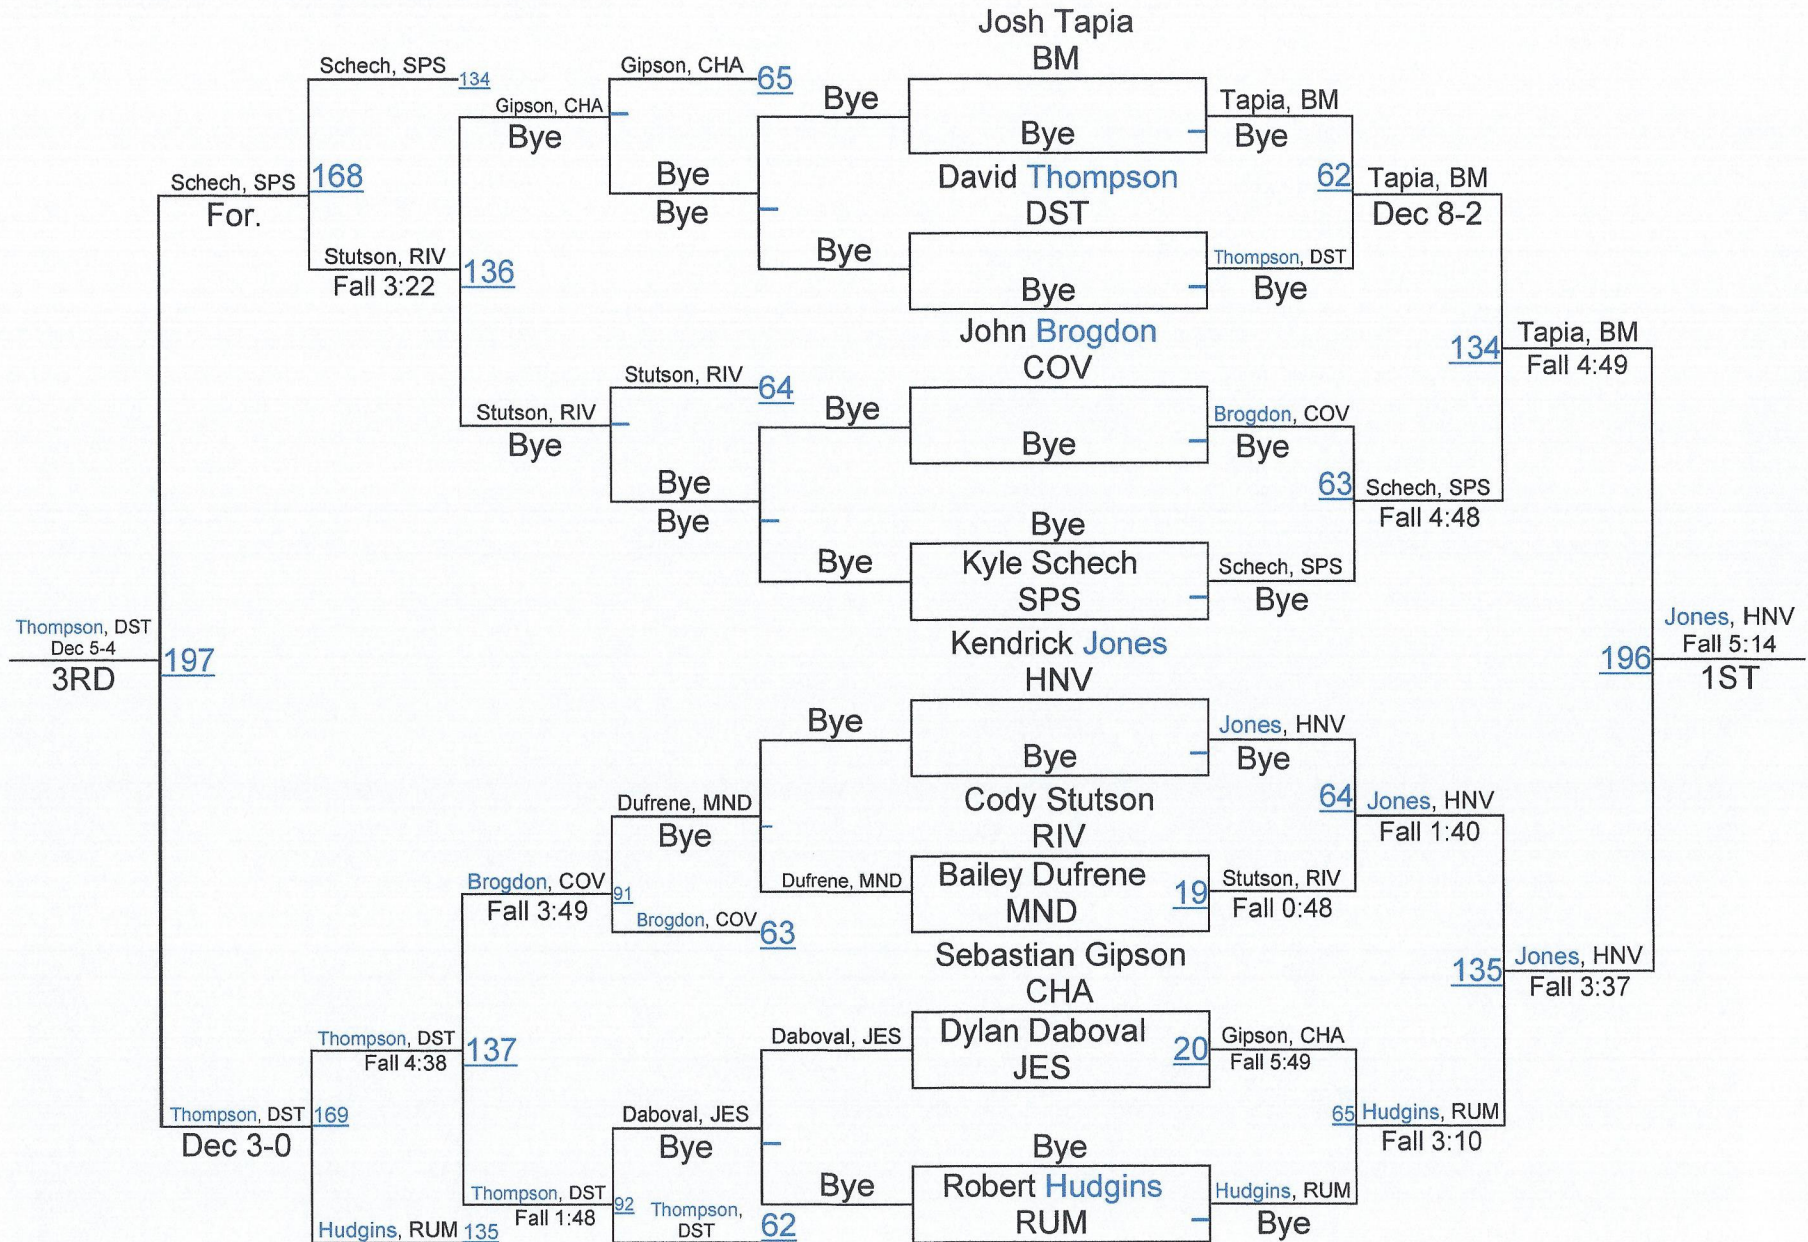 Josh Tapia
BM
Schech, SPS 134
Gipson, CHA 65
Bye
Tapia, BM
Gipson, CHA
Bye
Bye
Bye
Schech, SPS 168
For.
Bye
Bye
David Thompson
DST
62 Tapia, BM
Dec 8-2
Stutson, RIV 136
Fall 3:22
Bye
Bye
Thompson, DST
Bye
John Brogdon
COV
134 Tapia, BM
Fall 4:49
Stutson, RIV 64
Bye
Stutson, RIV
Bye
Bye
Brogdon, COV
Bye
Bye
Bye
63 Schech, SPS
Fall 4:48
Bye
Bye
Kyle Schech
SPS
Schech, SPS
Bye
Thompson, DST
Dec 5-4
3RD
197
Kendrick Jones
HNV
196
Jones, HNV
Fall 5:14
1ST
Bye
Bye
Jones, HNV
Bye
Dufrene, MND
Bye
Cody Stutson
RIV
64 Jones, HNV
Fall 1:40
Brogdon, COV 91
Fall 3:49
Dufrene, MND
Bailey Dufrene
MND
19 Stutson, RIV
Fall 0:48
Brogdon, COV 63
Sebastian Gipson
CHA
135 Jones, HNV
Fall 3:37
Thompson, DST 137
Fall 4:38
Daboval, JES
Dylan Daboval
JES
20 Gipson, CHA
Fall 5:49
Thompson, DST 169
Dec 3-0
Daboval, JES
Bye
Bye
65 Hudgins, RUM
Fall 3:10
Thompson, DST 92
Fall 1:48
Bye
Robert Hudgins
RUM
Hudgins, RUM
Bye
Hudgins, RUM 135
Thompson,
DST 62